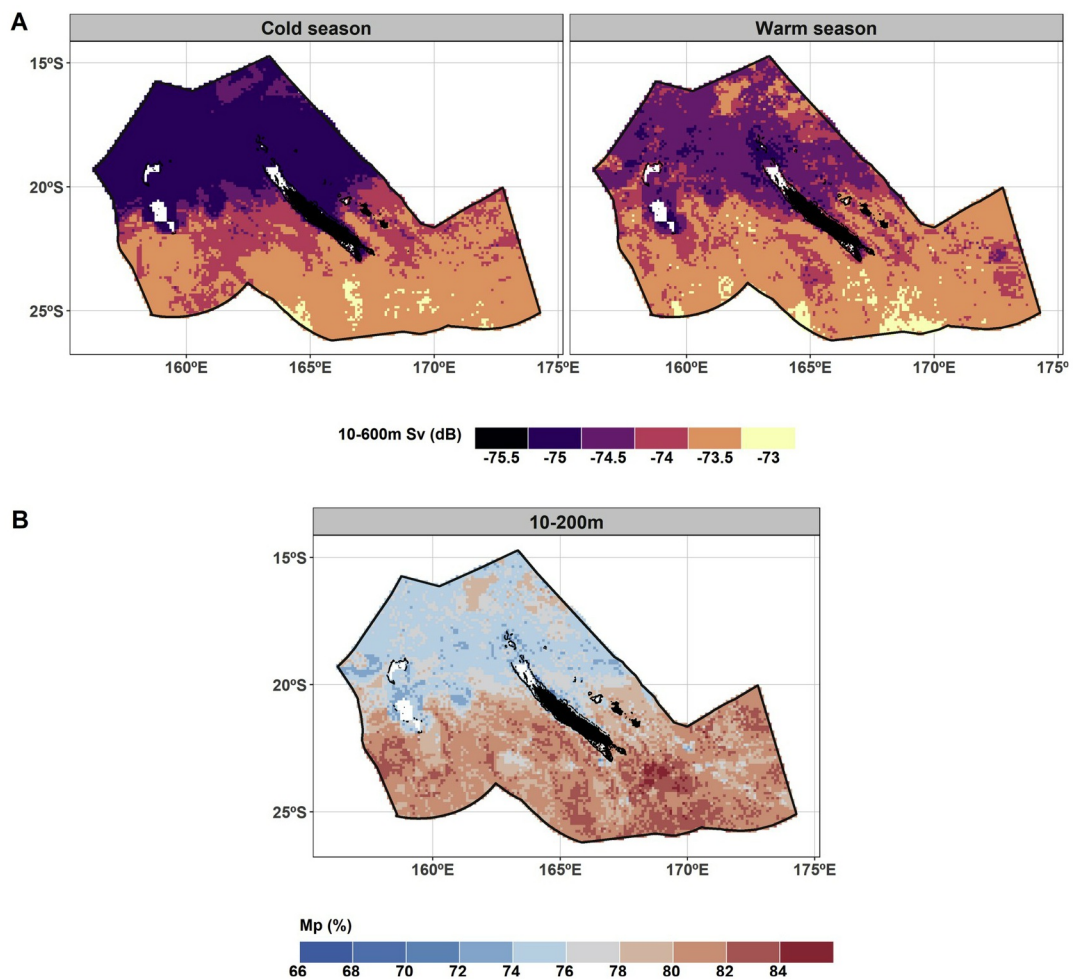 A
Cold season
Warm season
15ºS
20ºS
25ºS
160ºE
165ºE
170ºE
175ºE
160ºE
165ºE
170ºE
175º
10-600m Sv (dB)
-75.5
-75
-74.5
-74
-73.5
-73
B
10-200m
15ºS
20ºS
25ºS
160ºE
165ºE
170ºE
175ºE
Mp (%)
66
68
70
72
74
76
78
80
82
84